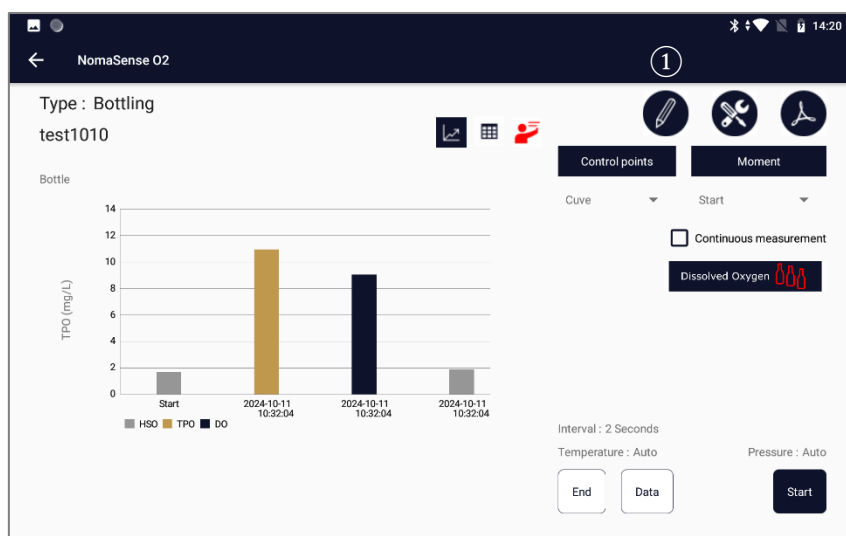 14:20
NomaSense O2
①
Type : Bottling
test1010
Control points
Moment
Bottle
Cuve
Start
Continuous measurement
Dissolved Oxygen
TPO (mg/L)
14
12
10
8
6
4
2
0
Start
2024-10-11
10:32:04
2024-10-11
10:32:04
2024-10-11
10:32:04
HSO TPO DO
Interval : 2 Seconds
Temperature : Auto
Pressure : Auto
End
Data
Start